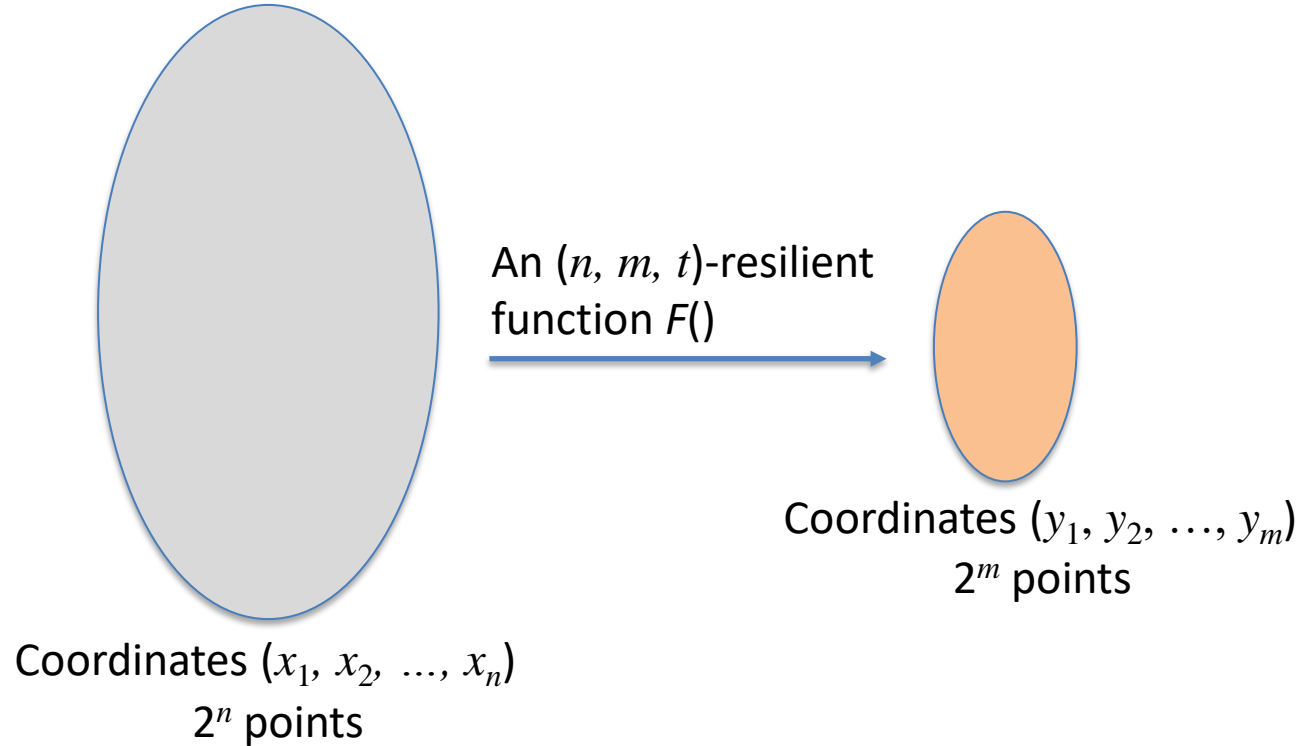 An (n, m, t)-resilient
function F()
Coordinates (y₁, y₂, …, yₘ)
2ᵐ points
Coordinates (x₁, x₂, …, xₙ)
2ⁿ points